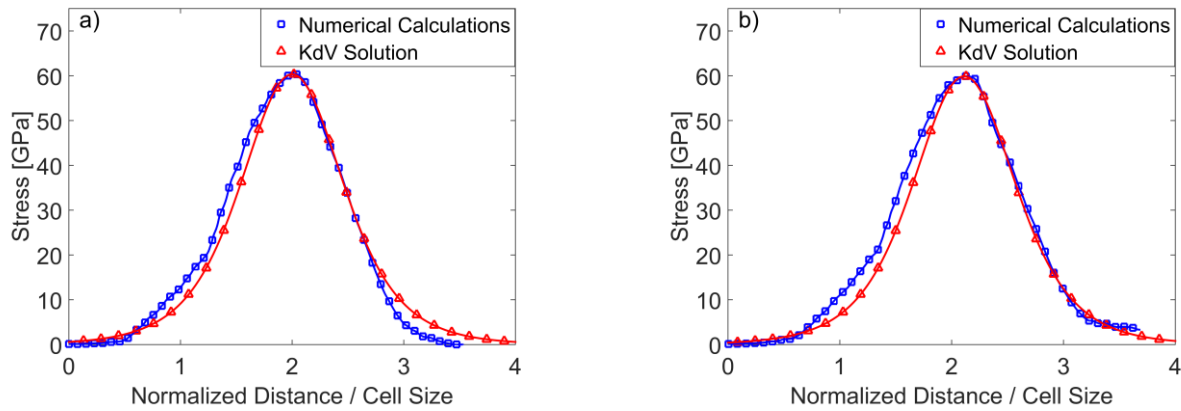 a)
Numerical Calculations
KdV Solution
70
60
50
40
30
20
10
0
Stress [GPa]
0 1 2 3 4
Normalized Distance / Cell Size
b)
Numerical Calculations
KdV Solution
70
60
50
40
30
20
10
0
Stress [GPa]
0 1 2 3 4
Normalized Distance / Cell Size